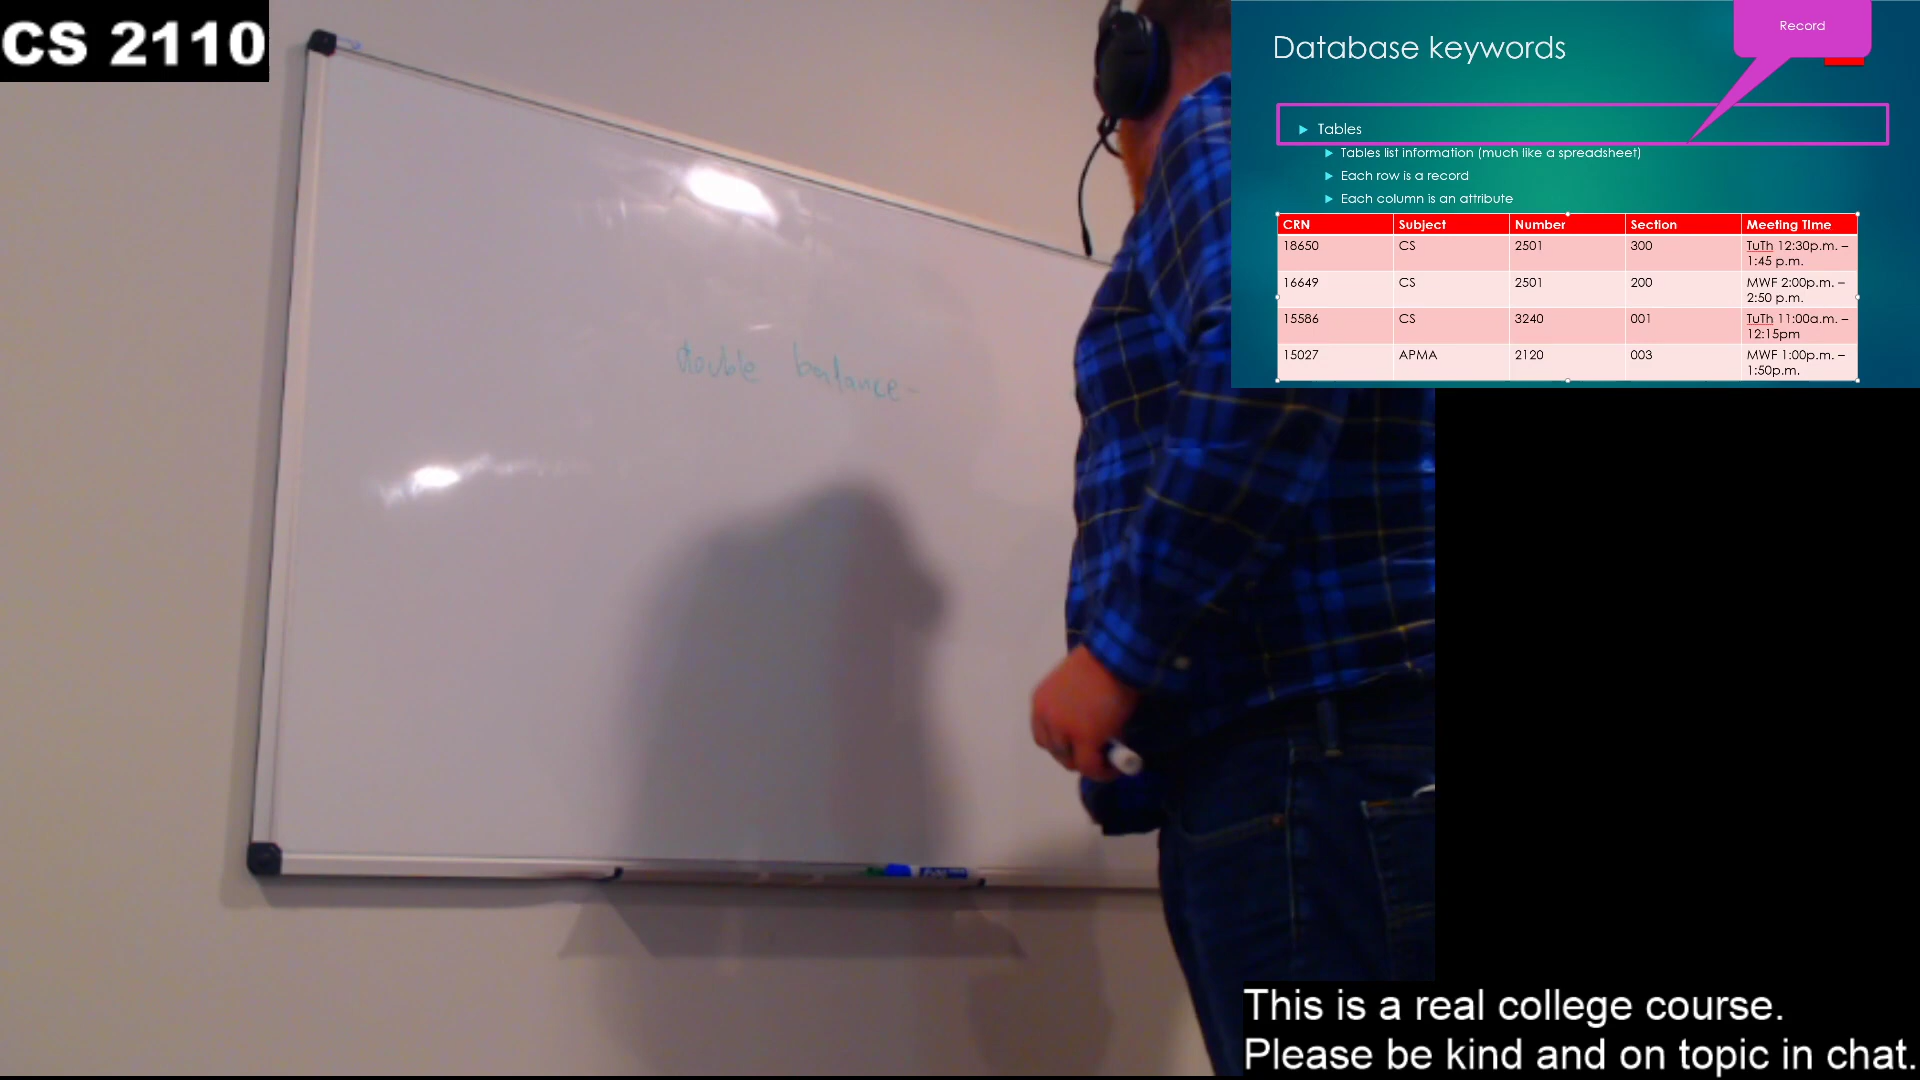 CS 2110
double balance -
Record
Database keywords
Tables
Tables list information (much like a spreadsheet)
Each row is a record
Each column is an attribute
CRN Subject Number Section Meeting Time
18650 CS 2501 300 TuTh 12:30p.m. –
1:45 p.m.
16649 CS 2501 200 MWF 2:00p.m. –
2:50 p.m.
15586 CS 3240 001 TuTh 11:00a.m. –
12:15pm
15027 APMA 2120 003 MWF 1:00p.m. –
1:50p.m.
This is a real college course.
Please be kind and on topic in chat.